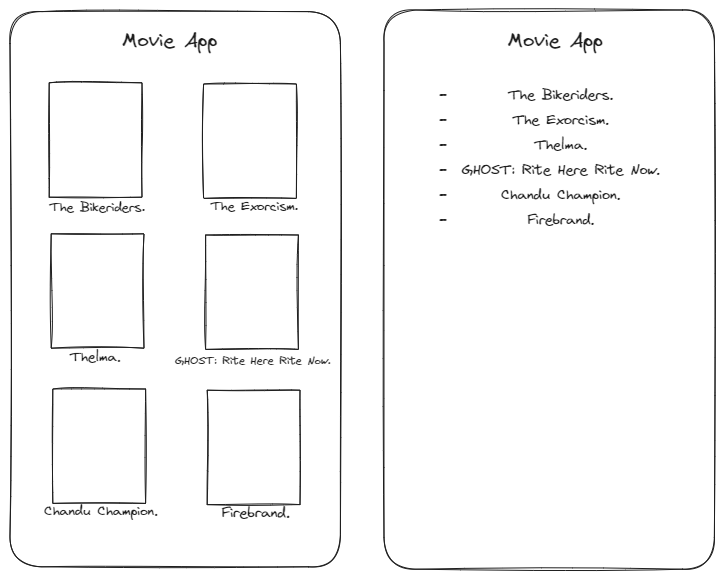 Movie App
The Bikeriders.
The Exorcism.
Thelma.
GHOST: Rite Here Rite Now.
Chandu Champion.
Firebrand.
Movie App
- The Bikeriders.
- The Exorcism.
- Thelma.
- GHOST: Rite Here Rite Now.
- Chandu Champion.
- Firebrand.